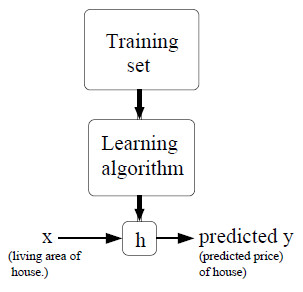 Training
set
Learning
algorithm
x
h
predicted y
(living area of
house.)
(predicted price)
of house)